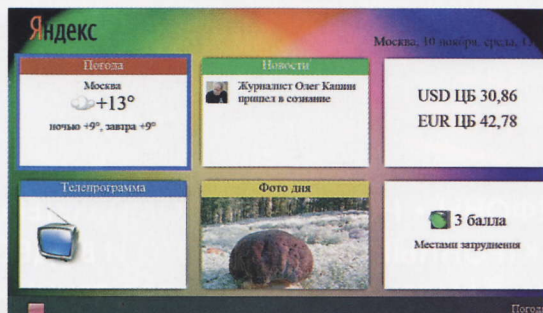 Яндекс
Москва, 10 ноября, среда, 13
Погода
Москва
+13°
ночью +9°, завтра +9°
Новости
Журналист Олег Кашин
пришел в сознание
USD ЦБ 30,86
EUR ЦБ 42,78
Телепрограмма
Фото дня
3 балла
Местами затруднения
Погода